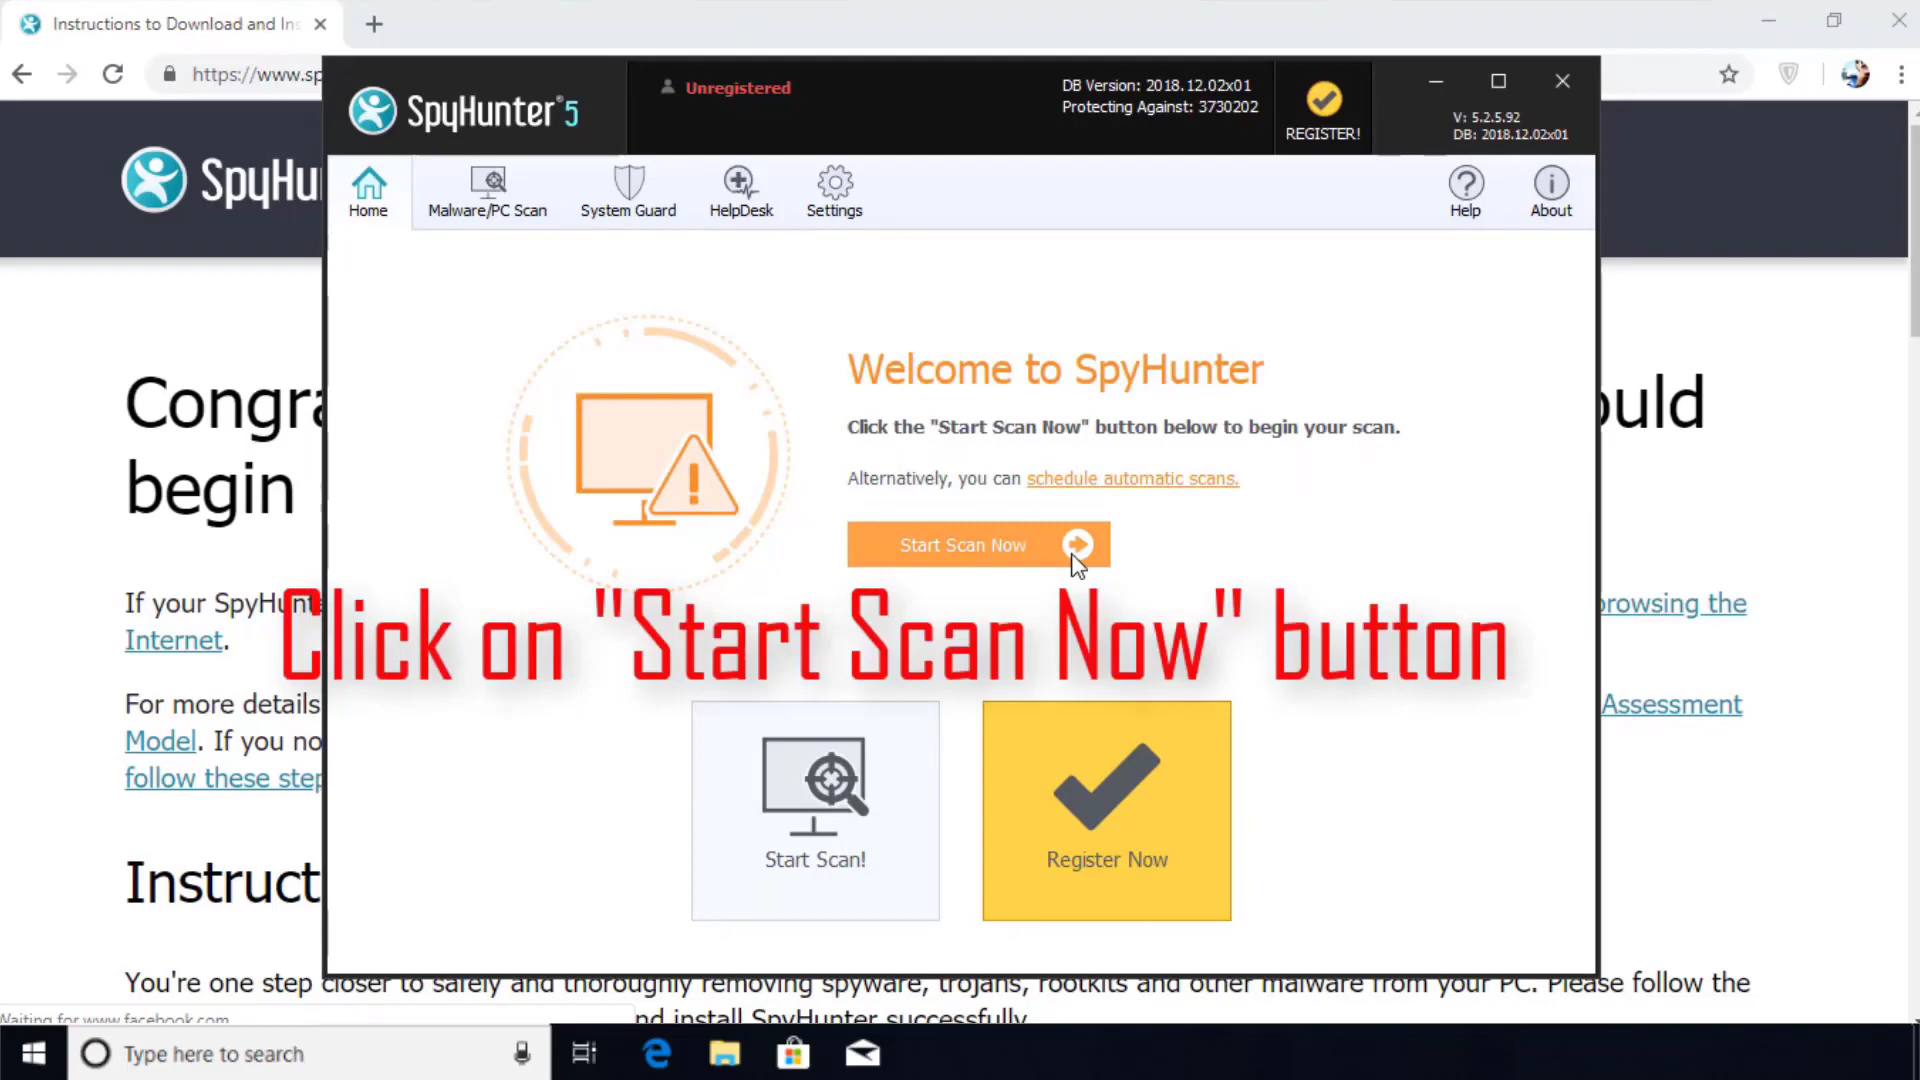 Instructions to Download and Ins
https://www.sp
SpyHunter 5
Unregistered
DB Version: 2018.12.02x01
Protecting Against: 3730202
REGISTER!
V: 5.2.5.92
DB: 2018.12.02x01
SpyHu
Home
Malware/PC Scan
System Guard
HelpDesk
Settings
Help
About
Welcome to SpyHunter
Click the "Start Scan Now" button below to begin your scan.
Alternatively, you can schedule automatic scans.
Start Scan Now
Click on "Start Scan Now" button
Start Scan!
Register Now
Congra ould
begin
If your SpyHunt browsing the
Internet.
For more details Assessment
Model. If you no
follow these step
Instruct
You're one step closer to safely and thoroughly removing spyware, trojans, rootkits and other malware from your PC. Please follow the
nd install SpyHunter successfully.
Waiting for www.facebook.com
Type here to search